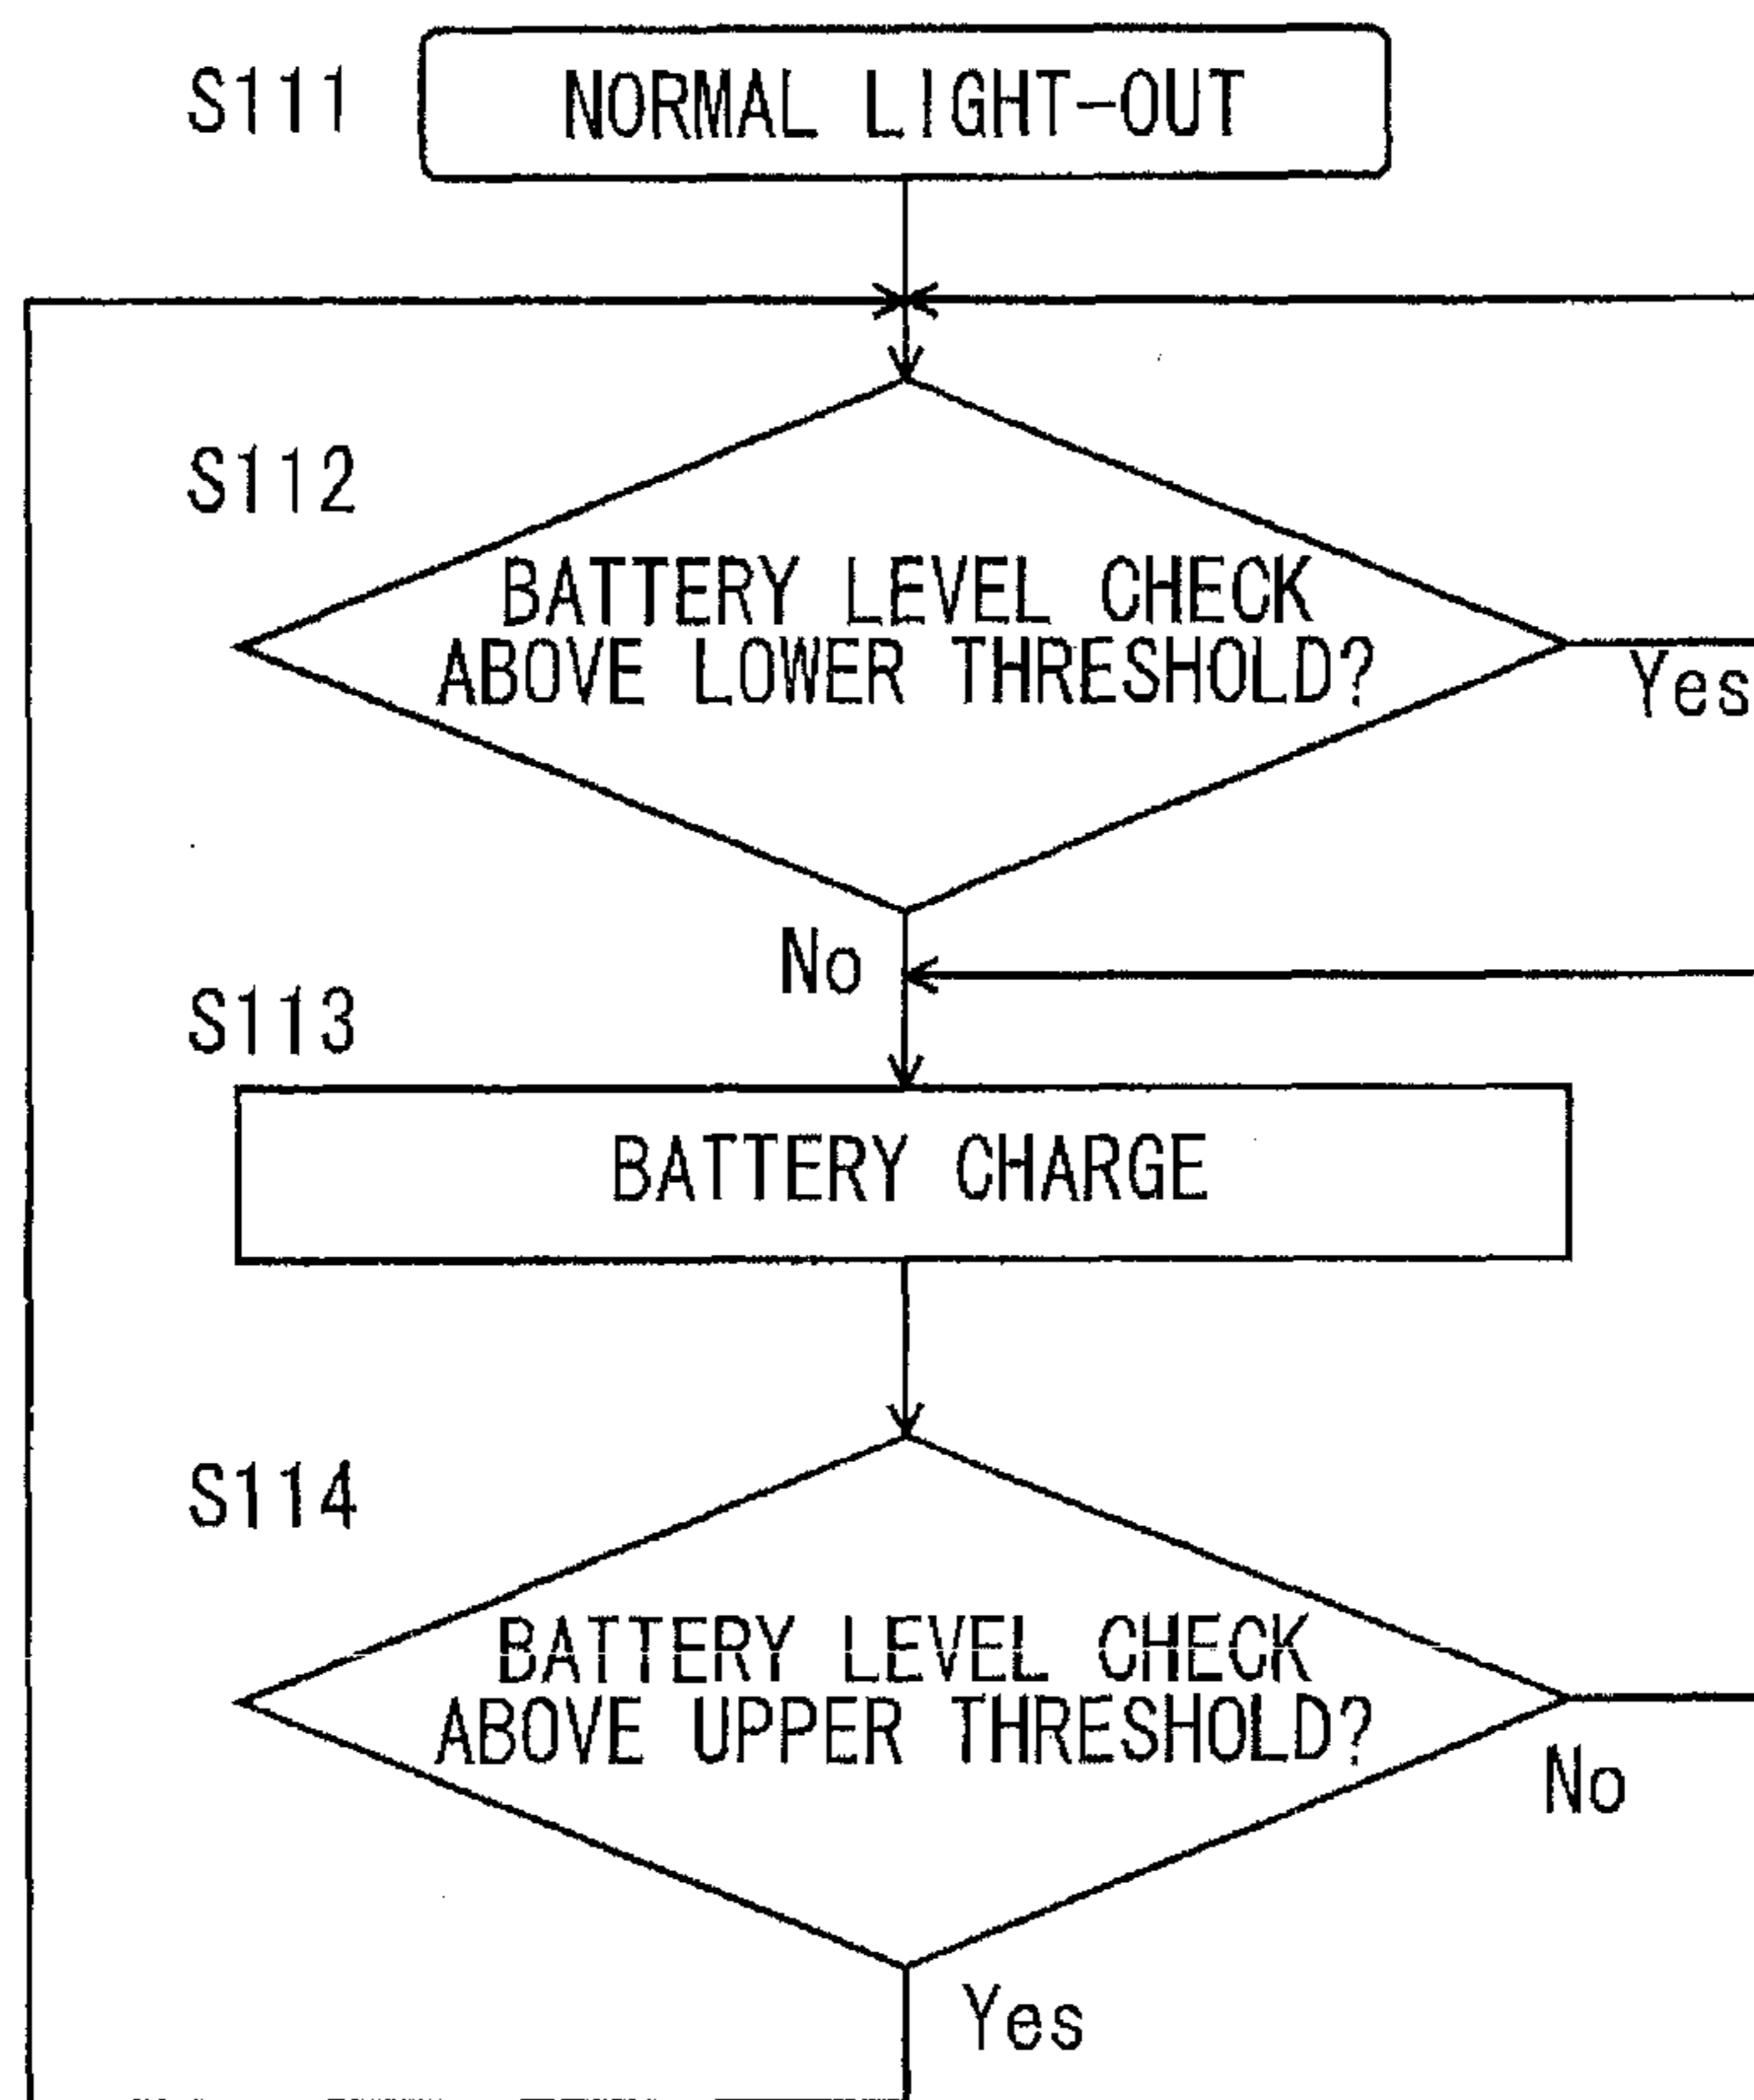 S111
NORMAL LIGHT-OUT
S112
BATTERY LEVEL CHECK
ABOVE LOWER THRESHOLD?
Yes
No
S113
BATTERY CHARGE
S114
BATTERY LEVEL CHECK
ABOVE UPPER THRESHOLD?
No
Yes